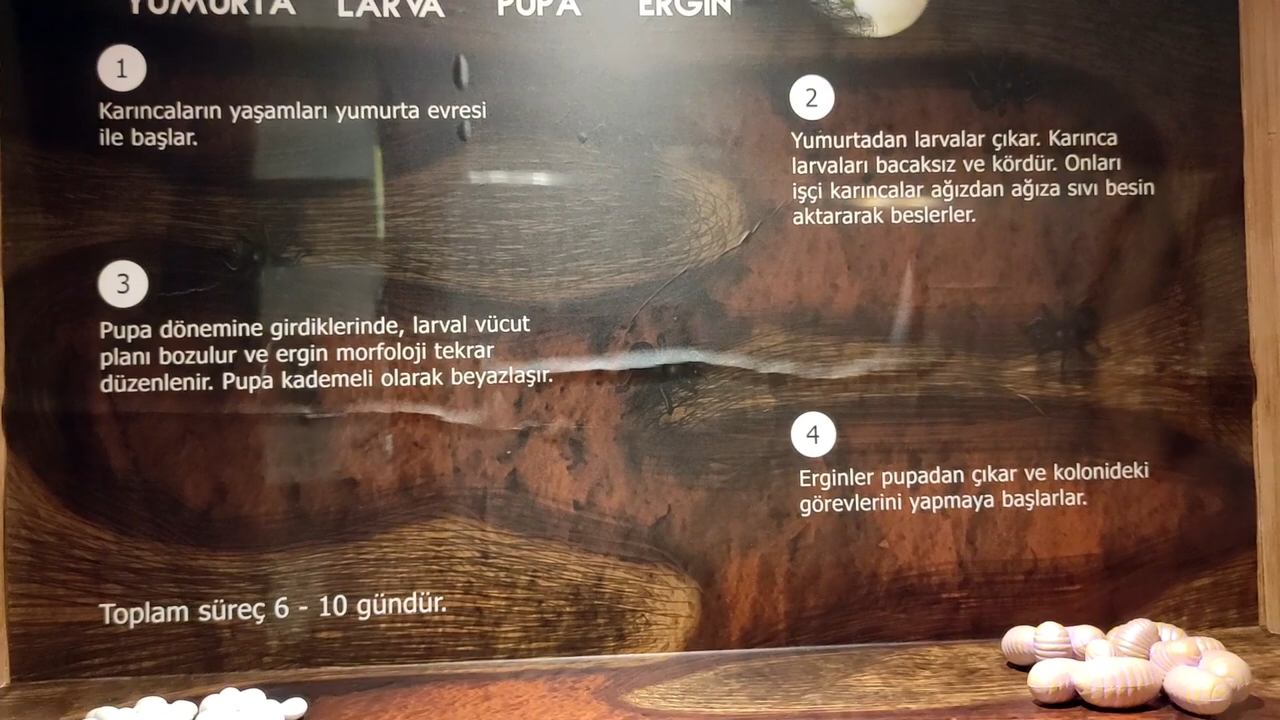 YUMURTA LARVA PUPA ERGİN
1
Karıncaların yaşamları yumurta evresi
ile başlar.
2
Yumurtadan larvalar çıkar. Karınca
larvaları bacaksız ve kördür. Onları
işçi karıncalar ağızdan ağıza sıvı besin
aktararak beslerler.
3
Pupa dönemine girdiklerinde, larval vücut
planı bozulur ve ergin morfoloji tekrar
düzenlenir. Pupa kademeli olarak beyazlaşır.
4
Erginler pupadan çıkar ve kolonideki
görevlerini yapmaya başlarlar.
Toplam süreç 6 - 10 gündür.